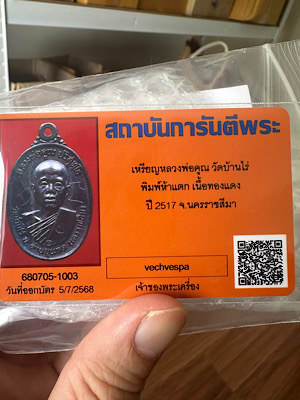 สถาบันการันตีพระ
เหรียญหลวงพ่อคูณ วัดบ้านไร่
พิมพ์ห้าแตก เนื้อทองแดง
ปี 2517 จ.นครราชสีมา
680705-1003
วันที่ออกบัตร 5/7/2568
vechvespa
เจ้าของพระเครื่อง